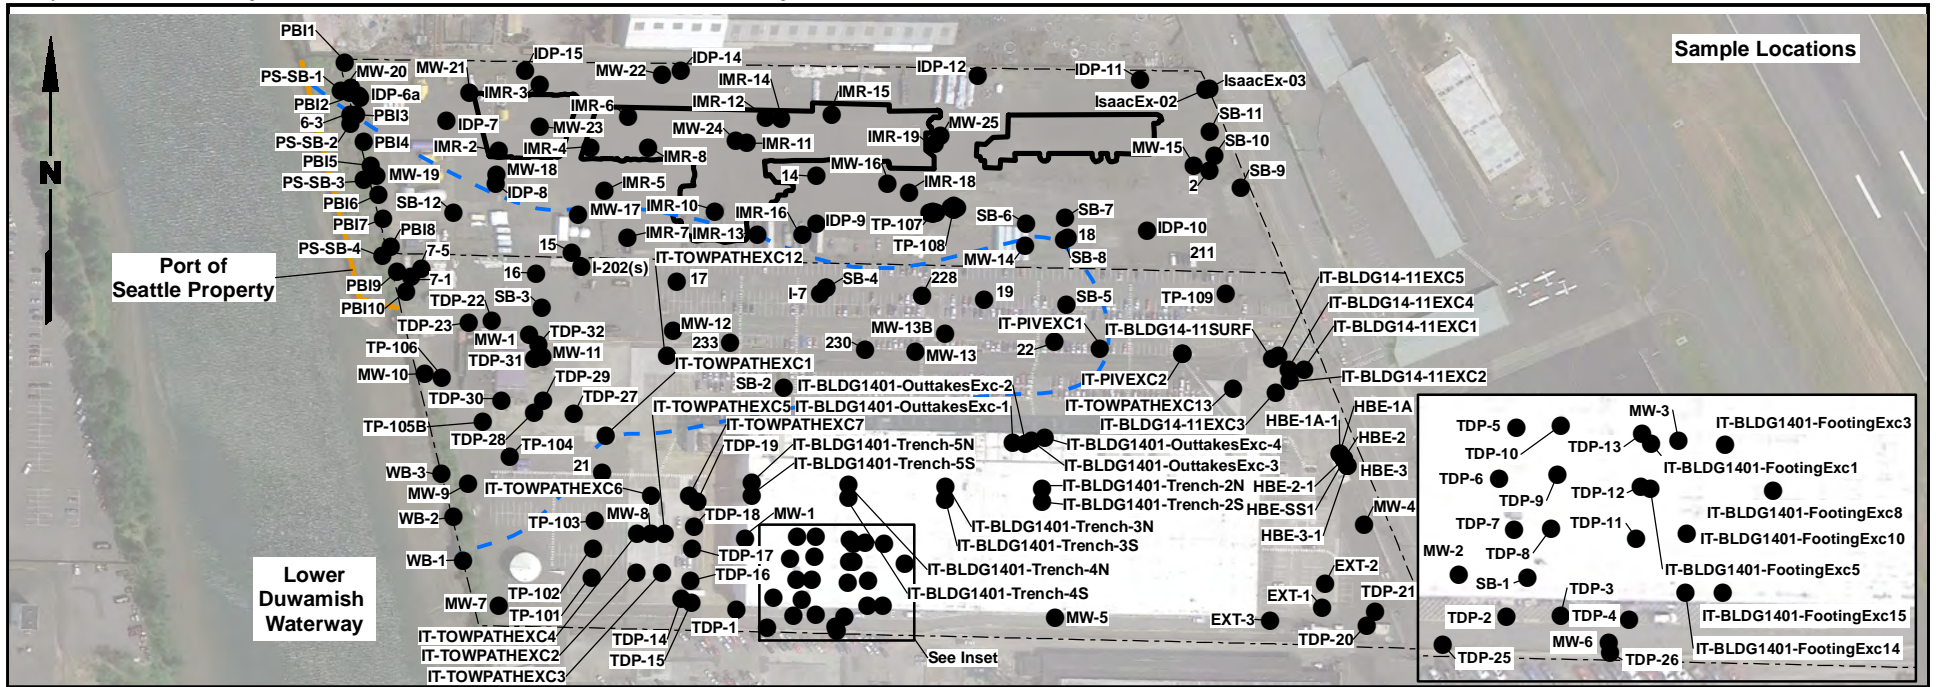 Sample Locations
N
Port of
Seattle Property
Lower
Duwamish
Waterway
See Inset
PBI1
PS-SB-1
MW-20
PBI2
IDP-6a
6-3
PBI3
PS-SB-2
PBI4
PBI5
PS-SB-3
MW-19
PBI6
PBI7
PBI8
PS-SB-4
7-5
7-1
PBI9
PBI10
MW-21
IDP-15
IMR-3
IDP-7
IMR-2
MW-23
IMR-4
MW-18
IDP-8
SB-12
MW-22
IDP-14
IMR-14
IMR-6
IMR-12
IMR-15
MW-24
IMR-11
IMR-8
IMR-5
MW-17
IMR-10
IMR-7
IMR-16
IMR-13
IDP-9
14
MW-16
IMR-18
IMR-19
MW-25
IDP-12
IDP-11
IsaacEx-03
IsaacEx-02
SB-11
SB-10
MW-15
2
SB-9
TP-107
TP-108
SB-6
SB-7
18
MW-14
SB-8
IDP-10
211
15
I-202(s)
16
IT-TOWPATHEXC12
17
I-7
SB-4
228
19
SB-5
TP-109
SB-3
TDP-22
TDP-23
MW-1
TDP-32
TDP-31
MW-11
TP-106
MW-10
TDP-29
TDP-30
TDP-27
TDP-28
TP-105B
TP-104
MW-12
233
230
MW-13B
MW-13
22
IT-PIVEXC1
IT-PIVEXC2
IT-BLDG14-11SURF
IT-BLDG14-11EXC5
IT-BLDG14-11EXC4
IT-BLDG14-11EXC1
IT-BLDG14-11EXC2
IT-TOWPATHEXC13
IT-BLDG14-11EXC3
IT-TOWPATHEXC1
SB-2
IT-BLDG1401-OuttakesExc-2
IT-BLDG1401-OuttakesExc-1
IT-BLDG1401-OuttakesExc-4
IT-BLDG1401-OuttakesExc-3
IT-TOWPATHEXC5
IT-TOWPATHEXC7
TDP-19
IT-BLDG1401-Trench-5N
IT-BLDG1401-Trench-5S
IT-BLDG1401-Trench-2N
IT-BLDG1401-Trench-2S
IT-BLDG1401-Trench-3N
IT-BLDG1401-Trench-3S
IT-BLDG1401-Trench-4N
IT-BLDG1401-Trench-4S
21
IT-TOWPATHEXC6
WB-3
MW-9
WB-2
WB-1
MW-7
TP-103
MW-8
TDP-18
MW-1
TDP-17
TDP-16
TP-102
TP-101
IT-TOWPATHEXC4
IT-TOWPATHEXC2
IT-TOWPATHEXC3
TDP-14
TDP-15
TDP-1
MW-5
HBE-1A
HBE-1A-1
HBE-2
HBE-3
HBE-2-1
HBE-SS1
HBE-3-1
MW-4
EXT-2
EXT-1
EXT-3
TDP-21
TDP-20
TDP-5
TDP-10
MW-3
TDP-13
IT-BLDG1401-FootingExc3
IT-BLDG1401-FootingExc1
TDP-6
TDP-9
TDP-12
IT-BLDG1401-FootingExc8
TDP-7
TDP-8
TDP-11
IT-BLDG1401-FootingExc10
IT-BLDG1401-FootingExc5
MW-2
SB-1
TDP-3
TDP-2
TDP-4
IT-BLDG1401-FootingExc15
IT-BLDG1401-FootingExc14
MW-6
TDP-25
TDP-26